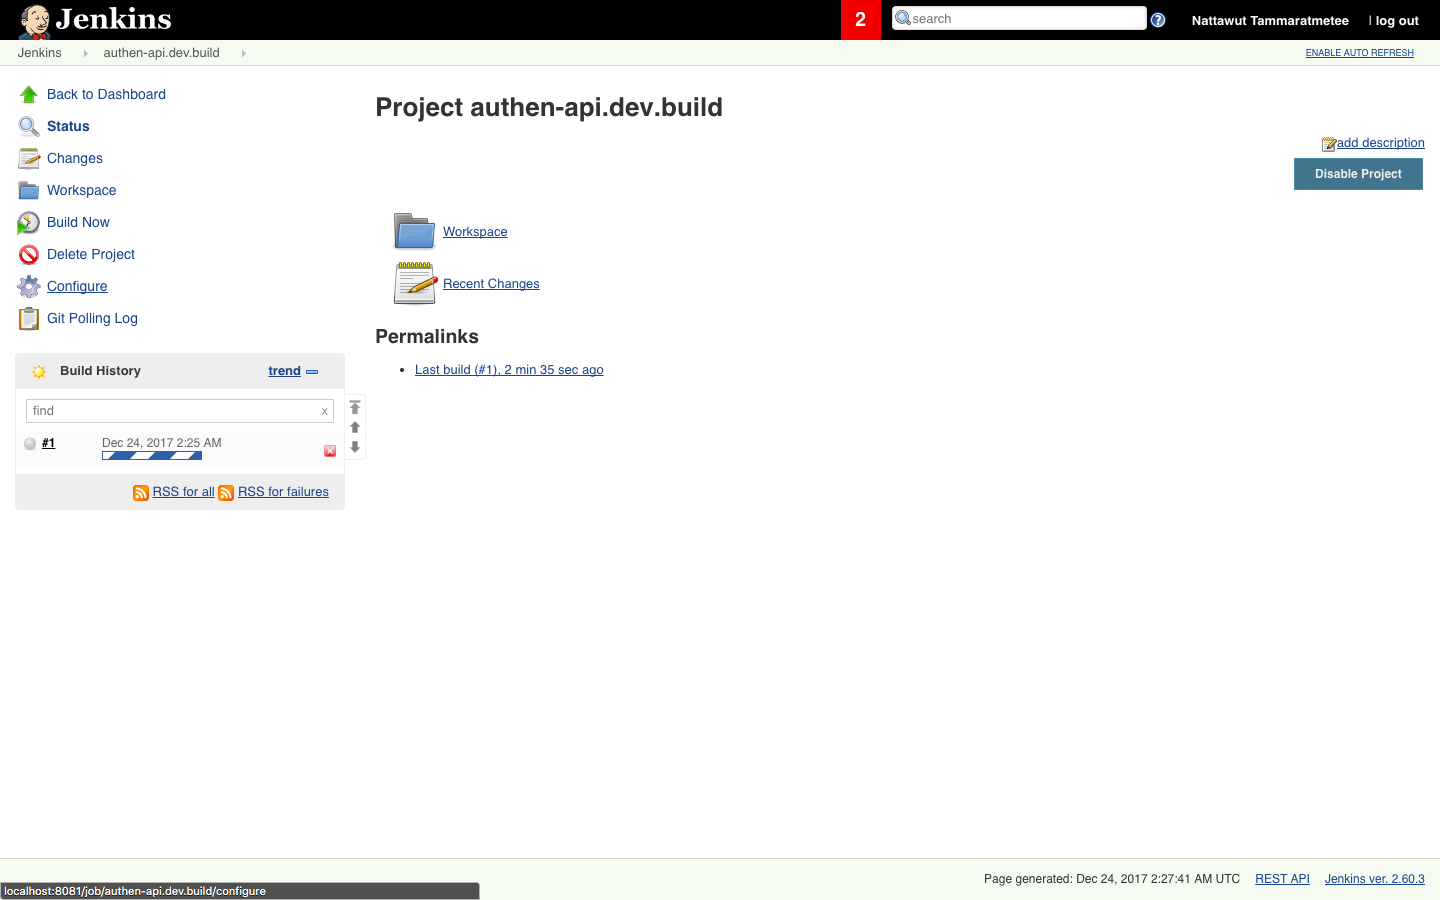 Jenkins
2
search
Nattawut Tammaratmetee
| log out
Jenkins
authen-api.dev.build
ENABLE AUTO REFRESH
Back to Dashboard
Status
Changes
Workspace
Build Now
Delete Project
Configure
Git Polling Log
Build History
trend
find
x
#1
Dec 24, 2017 2:25 AM
RSS for all
RSS for failures
Project authen-api.dev.build
add description
Disable Project
Workspace
Recent Changes
Permalinks
Last build (#1), 2 min 35 sec ago
Page generated: Dec 24, 2017 2:27:41 AM UTC
REST API
Jenkins ver. 2.60.3
localhost:8081/job/authen-api.dev.build/configure